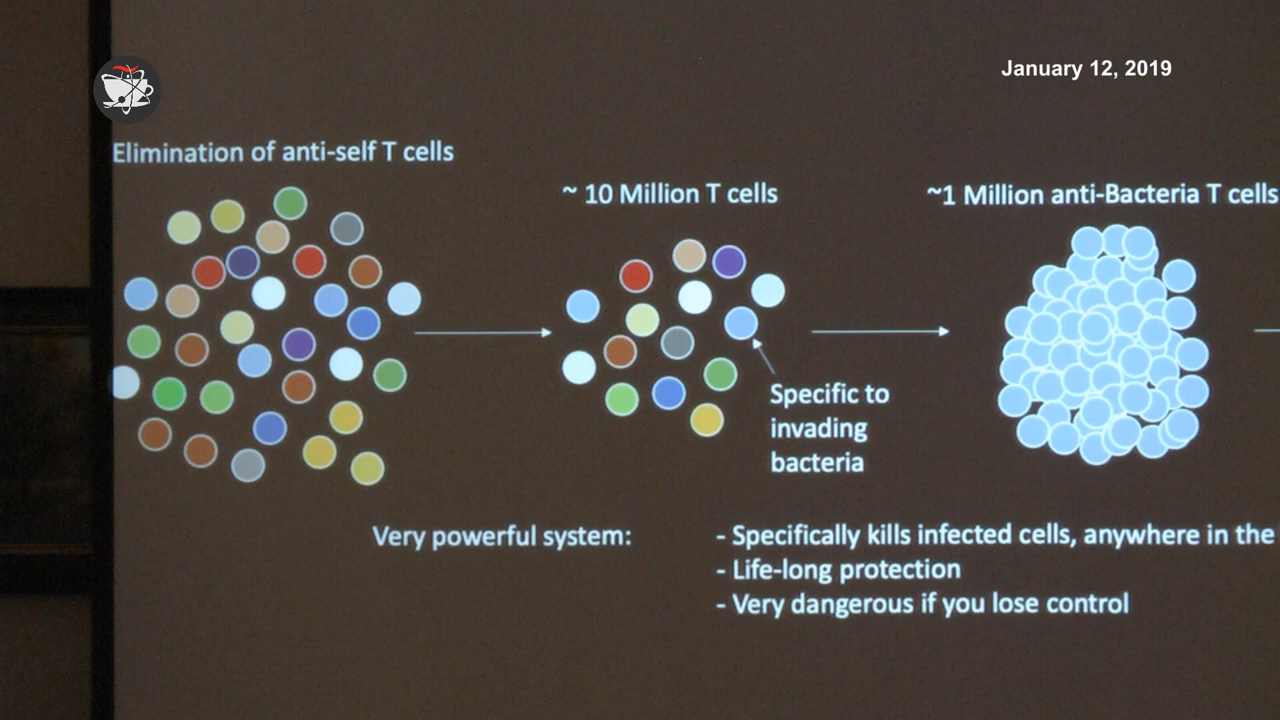 January 12, 2019
Elimination of anti-self T cells
~ 10 Million T cells
~1 Million anti-Bacteria T cells
Specific to
invading
bacteria
Very powerful system:
- Specifically kills infected cells, anywhere in the
- Life-long protection
- Very dangerous if you lose control